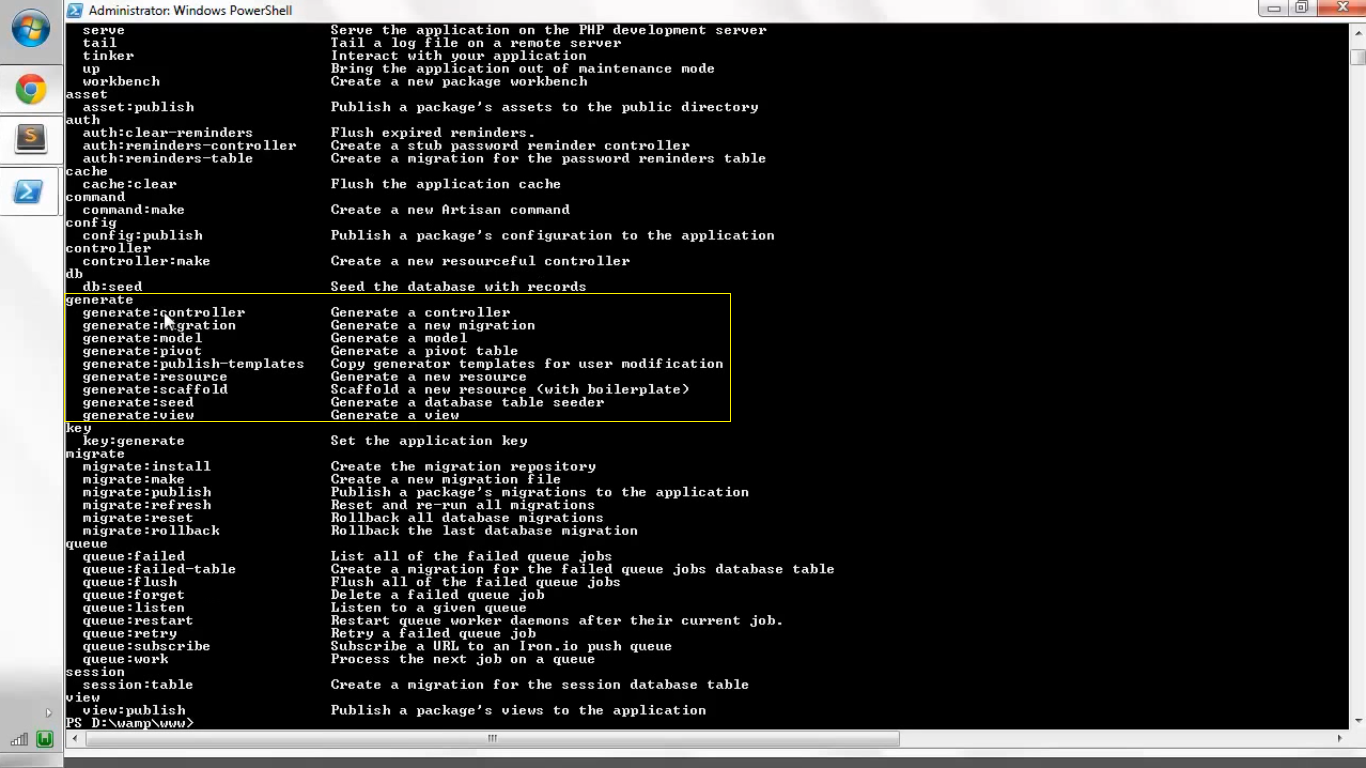 Administrator: Windows PowerShell
serve Serve the application on the PHP development server
tail Tail a log file on a remote server
tinker Interact with your application
up Bring the application out of maintenance mode
workbench Create a new package workbench
asset
asset:publish Publish a package's assets to the public directory
auth
auth:clear-reminders Flush expired reminders.
auth:reminders-controller Create a stub password reminder controller
auth:reminders-table Create a migration for the password reminders table
cache
cache:clear Flush the application cache
command
command:make Create a new Artisan command
config
config:publish Publish a package's configuration to the application
controller
controller:make Create a new resourceful controller
db
db:seed Seed the database with records
generate
generate:controller Generate a controller
generate:migration Generate a new migration
generate:model Generate a model
generate:pivot Generate a pivot table
generate:publish-templates Copy generator templates for user modification
generate:resource Generate a new resource
generate:scaffold Scaffold a new resource (with boilerplate)
generate:seed Generate a database table seeder
generate:view Generate a view
key
key:generate Set the application key
migrate
migrate:install Create the migration repository
migrate:make Create a new migration file
migrate:publish Publish a package's migrations to the application
migrate:refresh Reset and re-run all migrations
migrate:reset Rollback all database migrations
migrate:rollback Rollback the last database migration
queue
queue:failed List all of the failed queue jobs
queue:failed-table Create a migration for the failed queue jobs database table
queue:flush Flush all of the failed queue jobs
queue:forget Delete a failed queue job
queue:listen Listen to a given queue
queue:restart Restart queue worker daemons after their current job.
queue:retry Retry a failed queue job
queue:subscribe Subscribe a URL to an Iron.io push queue
queue:work Process the next job on a queue
session
session:table Create a migration for the session database table
view
view:publish Publish a package's views to the application
PS D:\wamp\www>